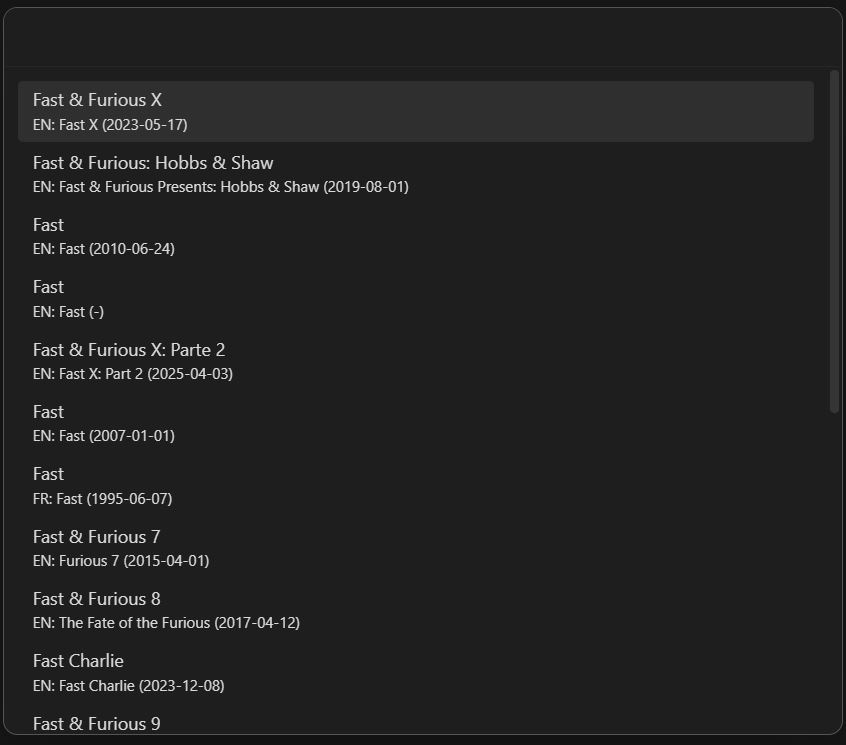 Fast & Furious X
EN: Fast X (2023-05-17)
Fast & Furious: Hobbs & Shaw
EN: Fast & Furious Presents: Hobbs & Shaw (2019-08-01)
Fast
EN: Fast (2010-06-24)
Fast
EN: Fast (-)
Fast & Furious X: Parte 2
EN: Fast X: Part 2 (2025-04-03)
Fast
EN: Fast (2007-01-01)
Fast
FR: Fast (1995-06-07)
Fast & Furious 7
EN: Furious 7 (2015-04-01)
Fast & Furious 8
EN: The Fate of the Furious (2017-04-12)
Fast Charlie
EN: Fast Charlie (2023-12-08)
Fast & Furious 9